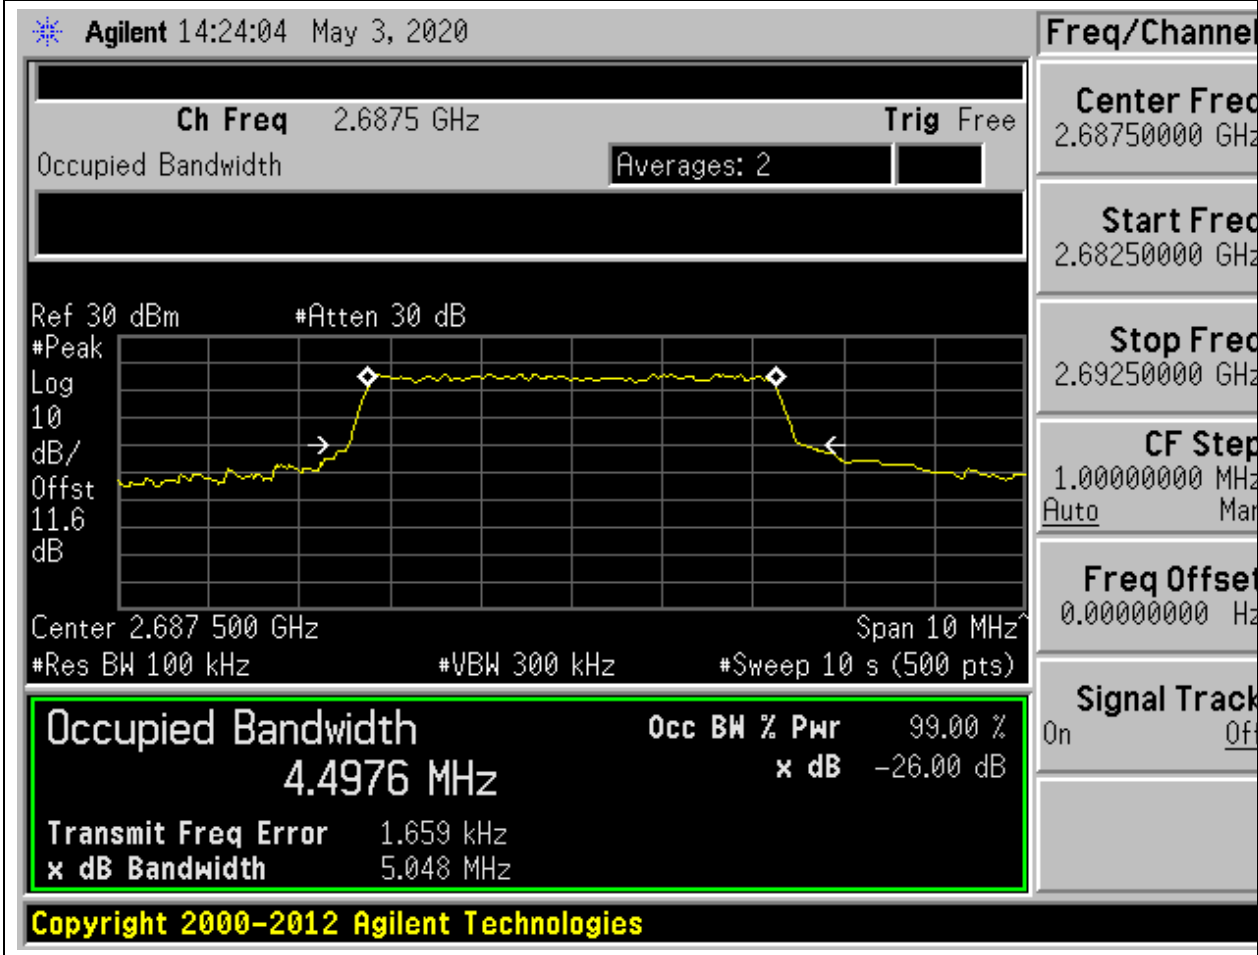 Agilent 14:24:04 May 3, 2020
Ch Freq 2.6875 GHz Trig Free
Occupied Bandwidth Averages: 2
Ref 30 dBm #Atten 30 dB
#Peak
Log
10
dB/
Offst
11.6
dB
Center 2.687 500 GHz Span 10 MHz^
#Res BW 100 kHz #VBW 300 kHz #Sweep 10 s (500 pts)
Occupied Bandwidth Occ BW % Pwr 99.00 %
4.4976 MHz x dB -26.00 dB
Transmit Freq Error 1.659 kHz
x dB Bandwidth 5.048 MHz
Copyright 2000-2012 Agilent Technologies
Freq/Channel
Center Freq
2.68750000 GHz
Start Freq
2.68250000 GHz
Stop Freq
2.69250000 GHz
CF Step
1.00000000 MHz
Auto Man
Freq Offset
0.00000000 Hz
Signal Track
On Off